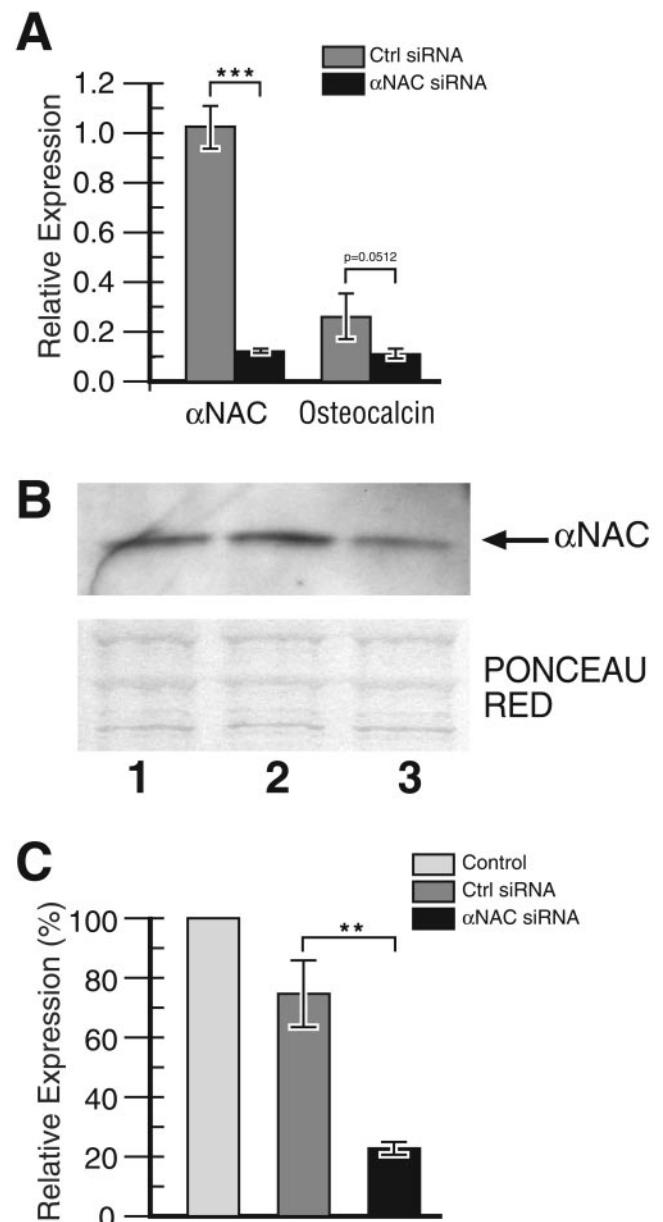 A
Ctrl siRNA
αNAC siRNA
***
p=0.0512
Relative Expression
1.2
1.0
0.8
0.6
0.4
0.2
0.0
αNAC
Osteocalcin
B
αNAC
PONCEAU
RED
1 2 3
C
Control
Ctrl siRNA
αNAC siRNA
**
Relative Expression (%)
100
80
60
40
20
0